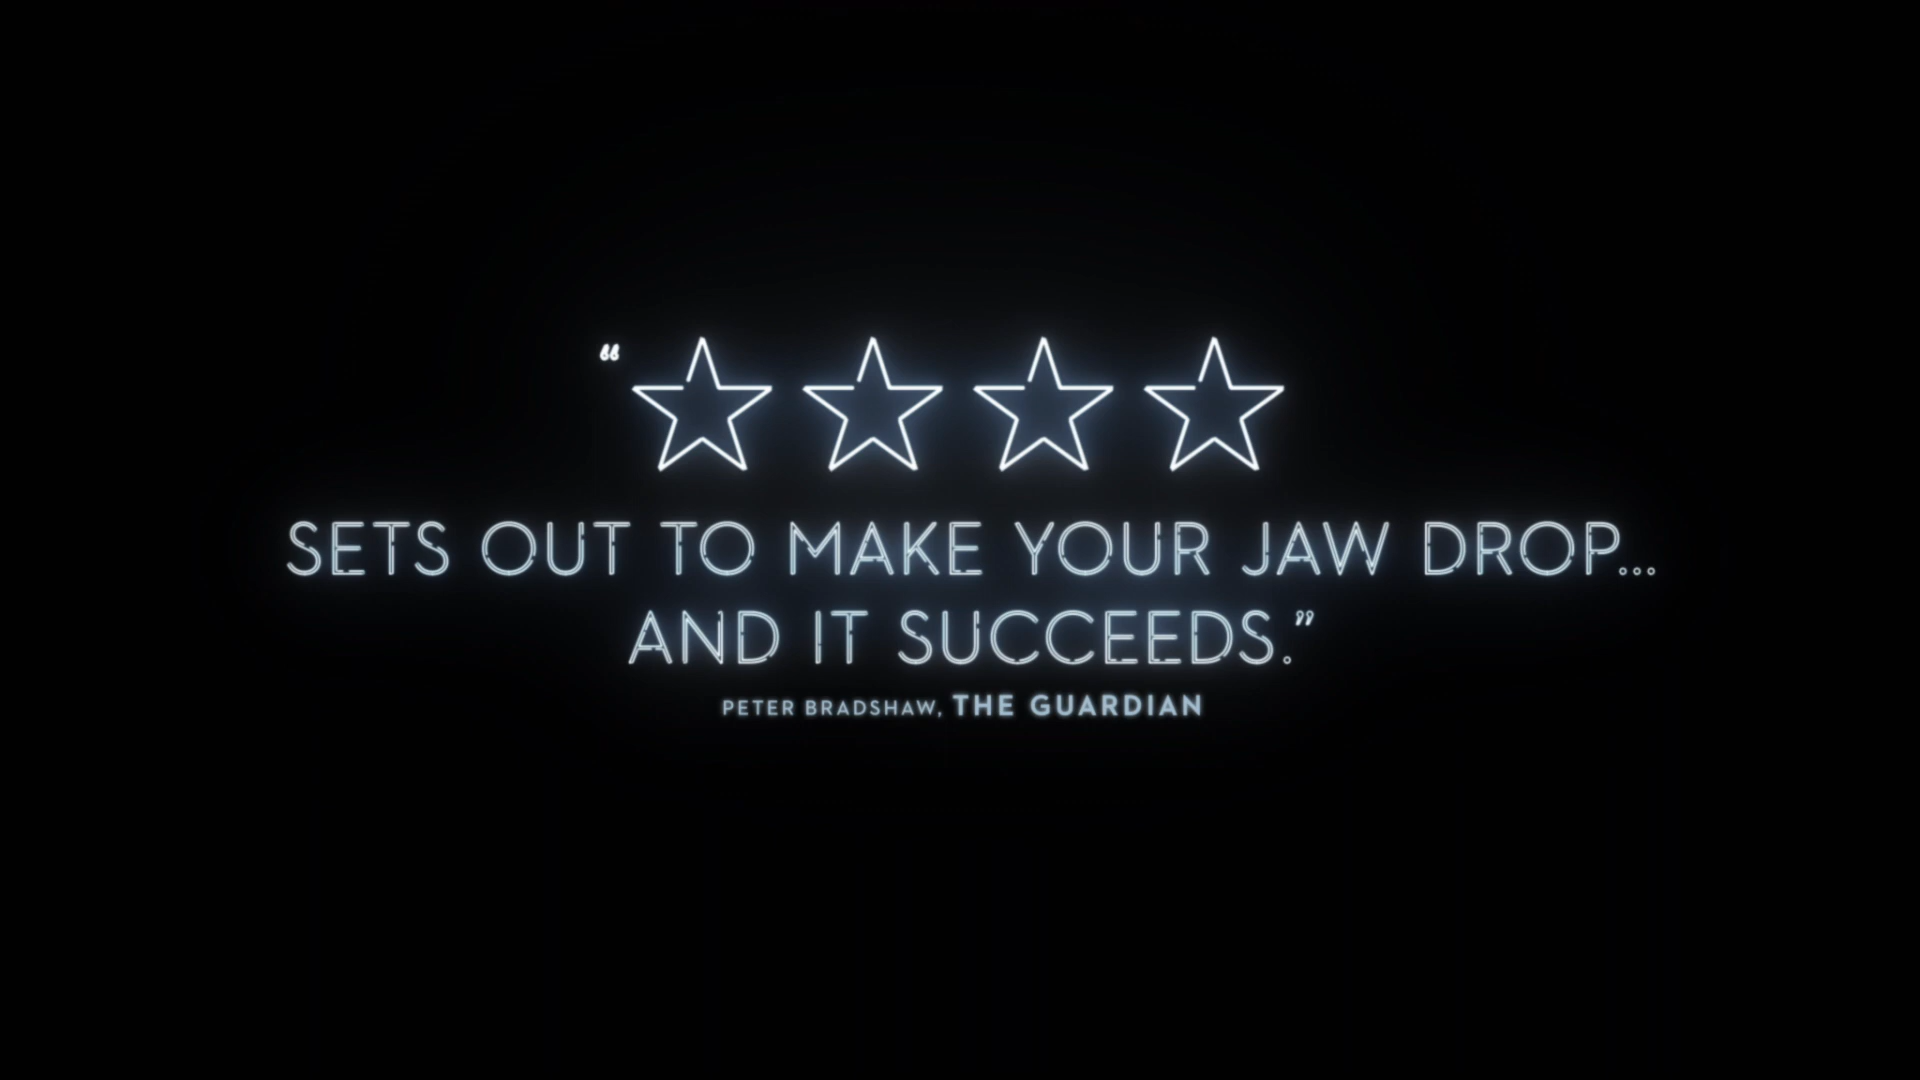 “
SETS OUT TO MAKE YOUR JAW DROP...
AND IT SUCCEEDS.”
PETER BRADSHAW, THE GUARDIAN